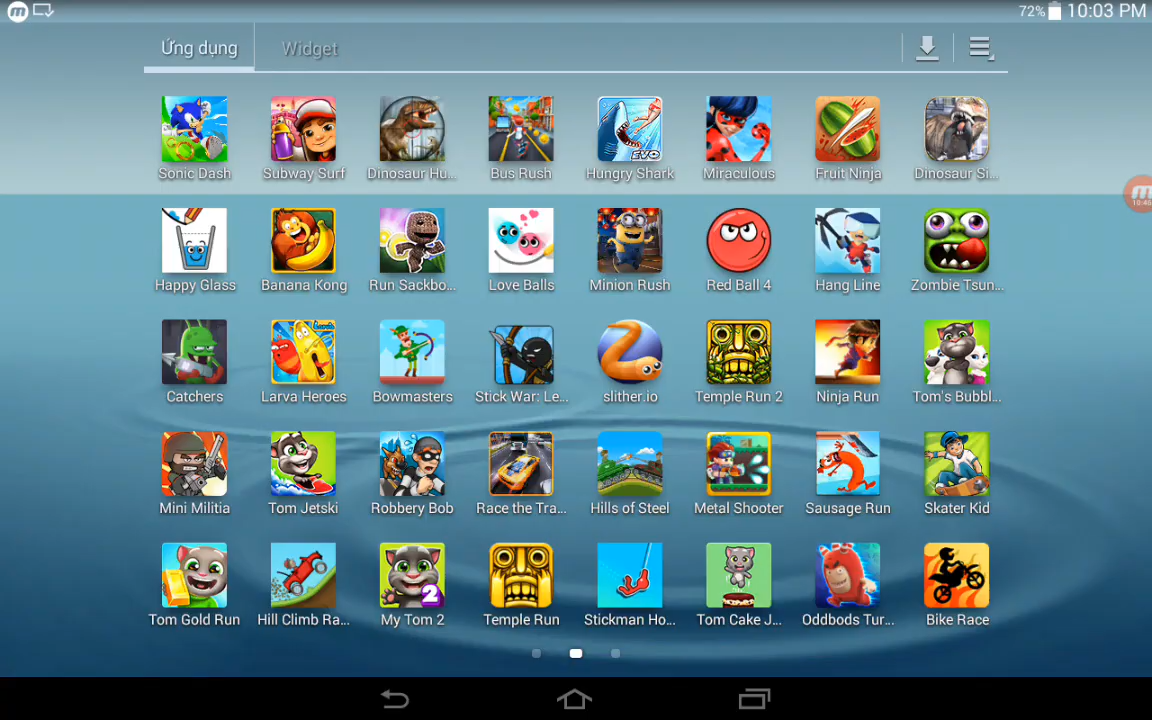 72% 10:03 PM
Ứng dụng Widget
Sonic Dash Subway Surf Dinosaur Hu... Bus Rush Hungry Shark Miraculous Fruit Ninja Dinosaur Si...
EVO
10:46
Happy Glass Banana Kong Run Sackbo... Love Balls Minion Rush Red Ball 4 Hang Line Zombie Tsun...
Catchers Larva Heroes Bowmasters Stick War: Le... slither.io Temple Run 2 Ninja Run Tom's Bubbl...
Mini Militia Tom Jetski Robbery Bob Race the Tra... Hills of Steel Metal Shooter Sausage Run Skater Kid
2
Tom Gold Run Hill Climb Ra... My Tom 2 Temple Run Stickman Ho... Tom Cake J... Oddbods Tur... Bike Race